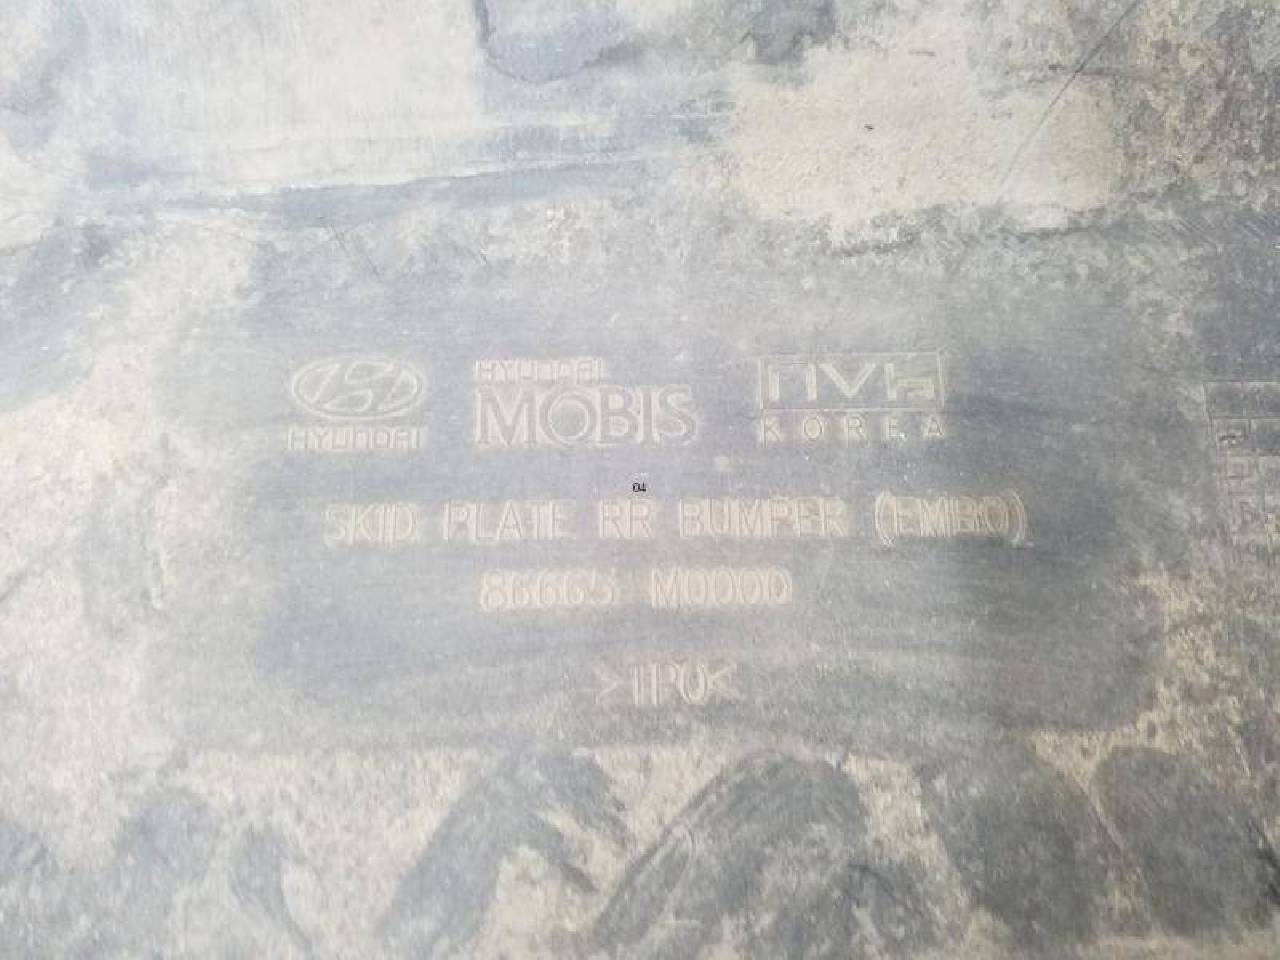 HYUNDAI
HYUNDAI
MOBIS
nVh
KOREA
04
SKID PLATE RR BUMPER (EMBO)
86665 M0000
>TPO<